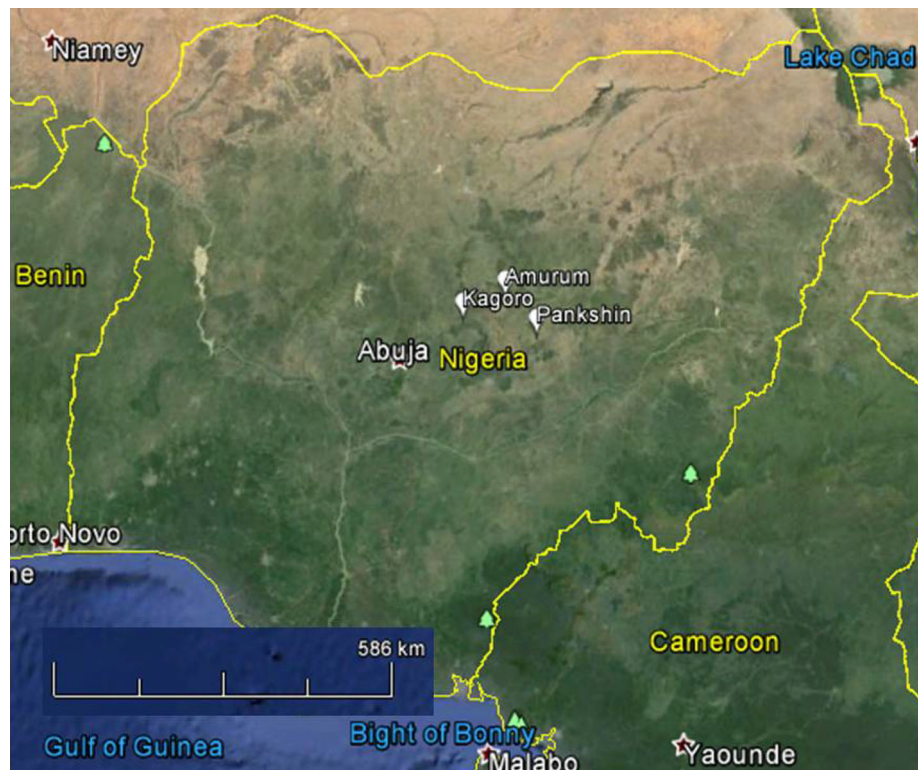 Niamey
Lake Chad
Benin
Amurum
Kagoro
Pankshin
Abuja
Nigeria
orto Novo
ne
Cameroon
586 km
Bight of Bonny
Gulf of Guinea
Malabo
Yaounde